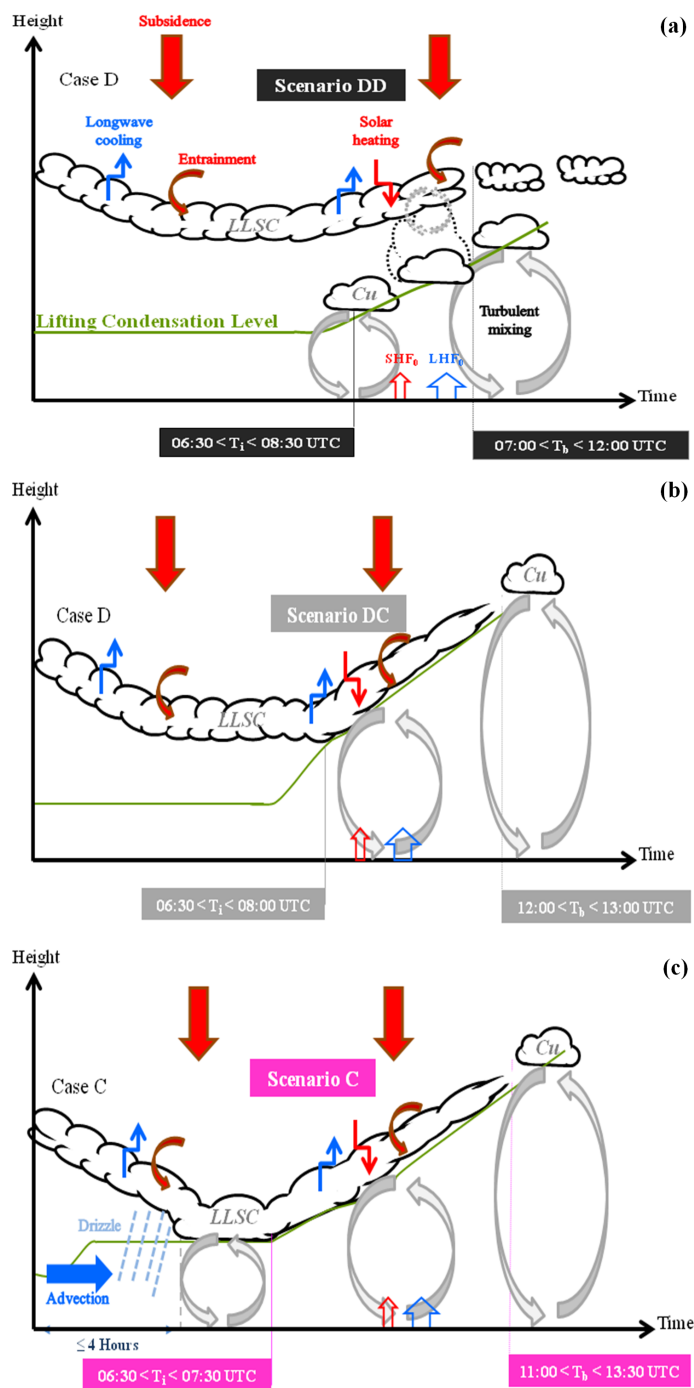 Height
Subsidence
(a)
Case D
Scenario DD
Longwave
cooling
Solar
heating
Entrainment
LLSC
Cu
Lifting Condensation Level
Turbulent
mixing
SHF₀
LHF₀
Time
06:30 < Tᵢ < 08:30 UTC
07:00 < T_b < 12:00 UTC
Height
(b)
Cu
Case D
Scenario DC
LLSC
Time
06:30 < Tᵢ < 08:00 UTC
12:00 < T_b < 13:00 UTC
Height
(c)
Cu
Scenario C
Case C
LLSC
Drizzle
Advection
Time
≤ 4 Hours
06:30 < Tᵢ < 07:30 UTC
11:00 < T_b < 13:30 UTC